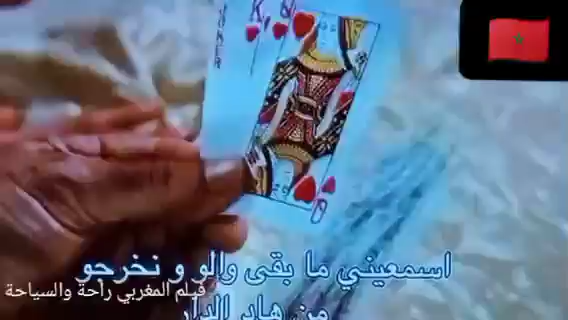 K
Q
Q
اسمعيني ما بقى والو و نخرجو
فيلم المغربي راحة والسياحة
من هاد الدار